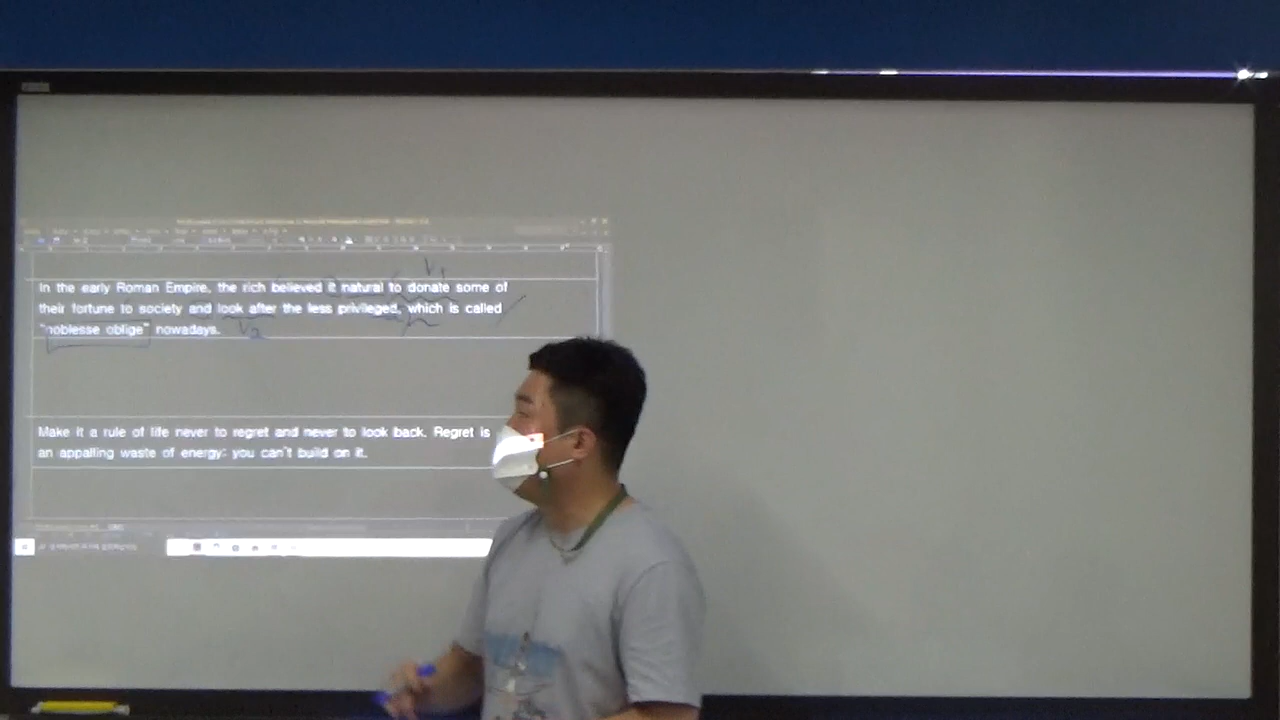 In the early Roman Empire, the rich believed it natural to donate some of
V1
their fortune to society and look after the less privileged, which is called
"noblesse oblige" nowadays.
V2
Make it a rule of life never to regret and never to look back. Regret is
an appalling waste of energy: you can't build on it.